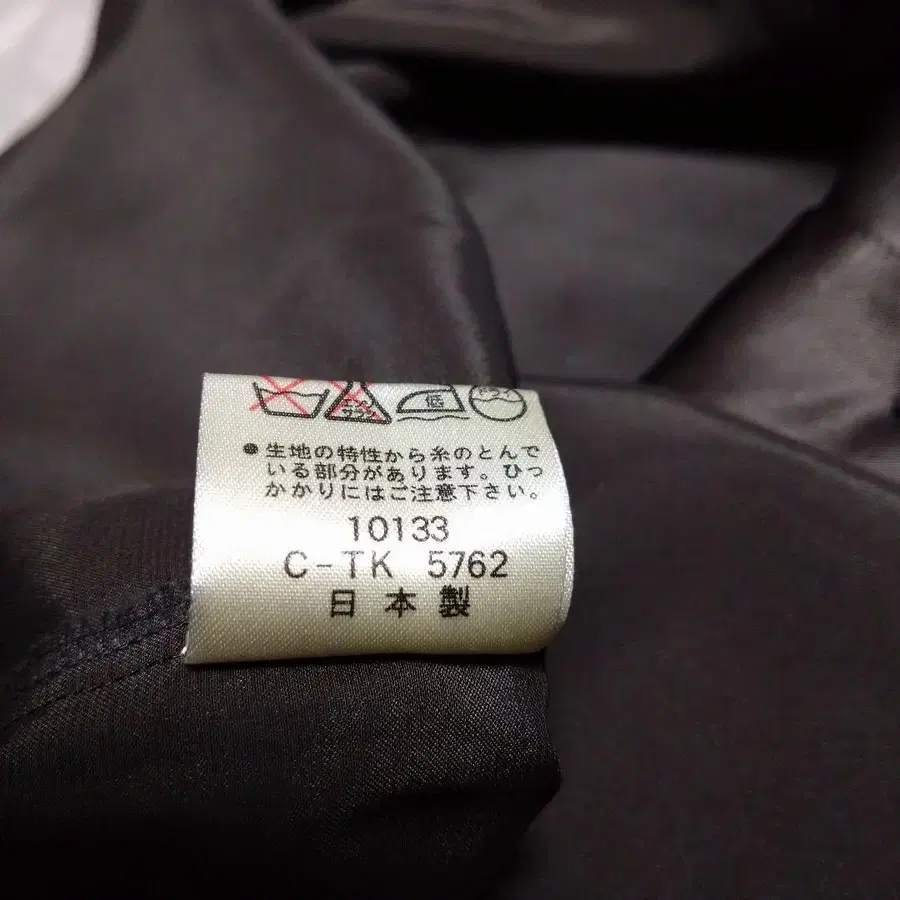 低
●生地の特性から糸のとんで
いる部分があります。ひっ
かかりにはご注意下さい。
10133
C-TK 5762
日本製